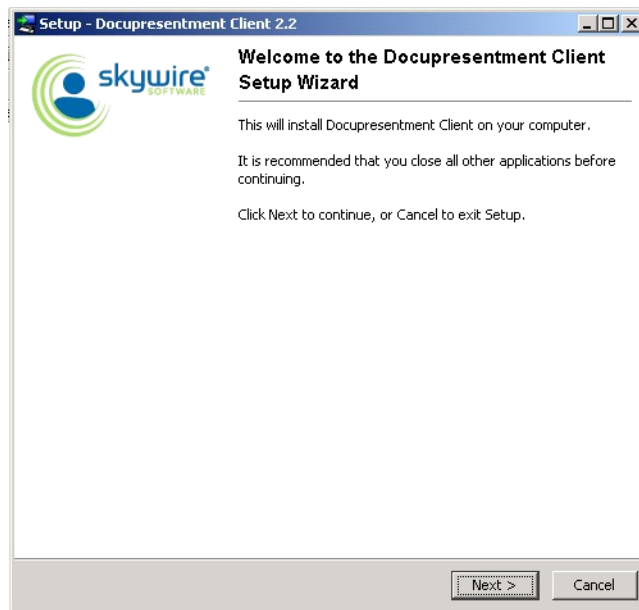 Setup - Docupresentment Client 2.2
skywire®
SOFTWARE
Welcome to the Docupresentment Client
Setup Wizard
This will install Docupresentment Client on your computer.
It is recommended that you close all other applications before
continuing.
Click Next to continue, or Cancel to exit Setup.
Next >
Cancel